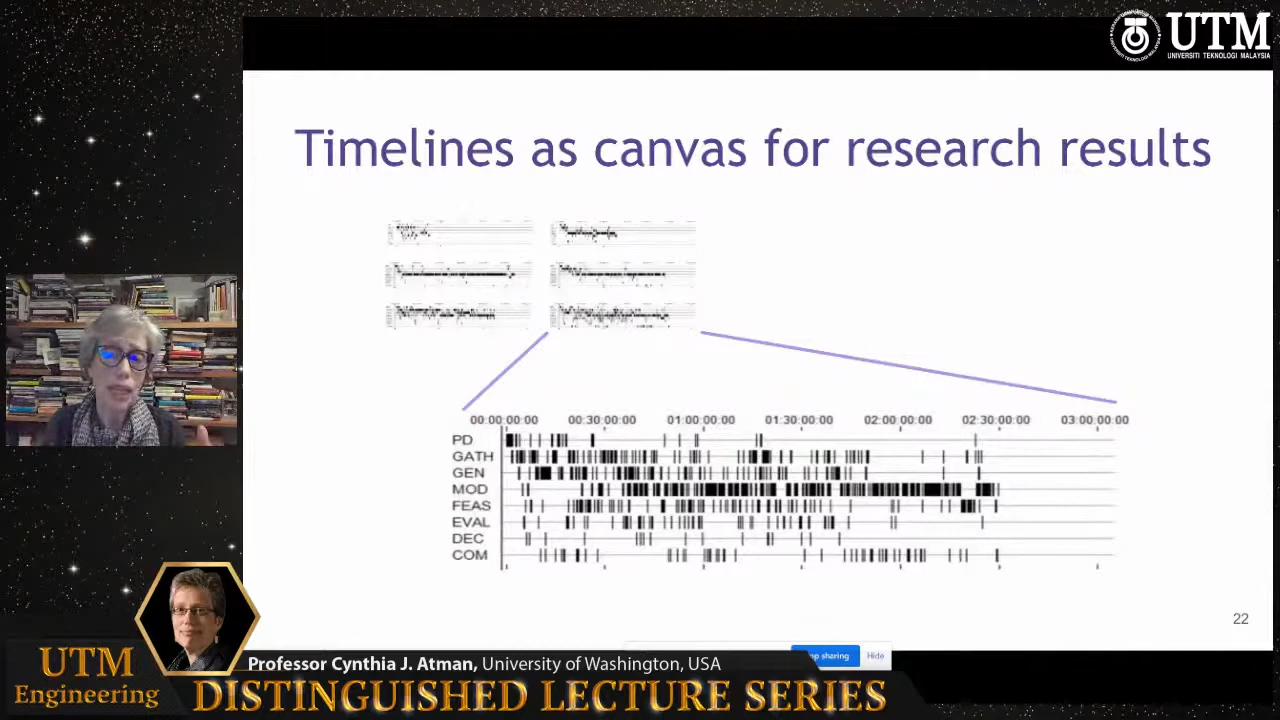 UTM
UNIVERSITI TEKNOLOGI MALAYSIA
Timelines as canvas for research results
00:00:00:00 00:30:00:00 01:00:00:00 01:30:00:00 02:00:00:00 02:30:00:00 03:00:00:00
PD
GATH
GEN
MOD
FEAS
EVAL
DEC
COM
22
sharing Hide
Professor Cynthia J. Atman, University of Washington, USA
UTM
Engineering
DISTINGUISHED LECTURE SERIES